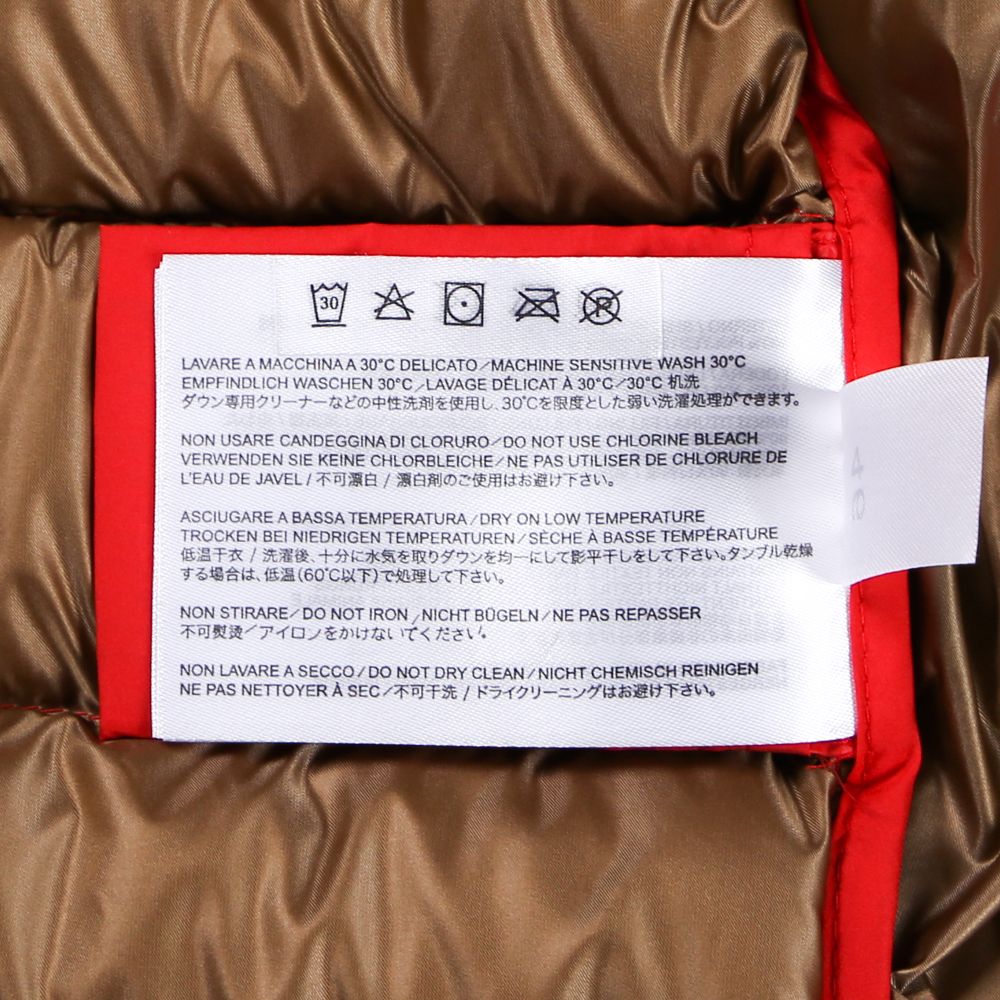 30
P
LAVARE A MACCHINA A 30°C DELICATO/MACHINE SENSITIVE WASH 30°C
EMPFINDLICH WASCHEN 30°C/LAVAGE DÉLICAT À 30°C/30°C 机洗
ダウン専用クリーナーなどの中性洗剤を使用し、30℃を限度とした弱い洗濯処理ができます。
NON USARE CANDEGGINA DI CLORURO/DO NOT USE CHLORINE BLEACH
VERWENDEN SIE KEINE CHLORBLEICHE/NE PAS UTILISER DE CHLORURE DE
L'EAU DE JAVEL/不可漂白/漂白剤のご使用はお避け下さい。
ASCIUGARE A BASSA TEMPERATURA/DRY ON LOW TEMPERATURE
TROCKEN BEI NIEDRIGEN TEMPERATUREN/SÈCHE À BASSE TEMPÉRATURE
低温干衣/洗濯後、十分に水気を取りダウンを均一にして影平干しをして下さい。タンブル乾燥
する場合は、低温(60℃以下)で処理して下さい。
NON STIRARE/DO NOT IRON/NICHT BÜGELN/NE PAS REPASSER
不可熨烫/アイロンをかけないでください。
NON LAVARE A SECCO/DO NOT DRY CLEAN/NICHT CHEMISCH REINIGEN
NE PAS NETTOYER À SEC/不可干洗/ドライクリーニングはお避け下さい。